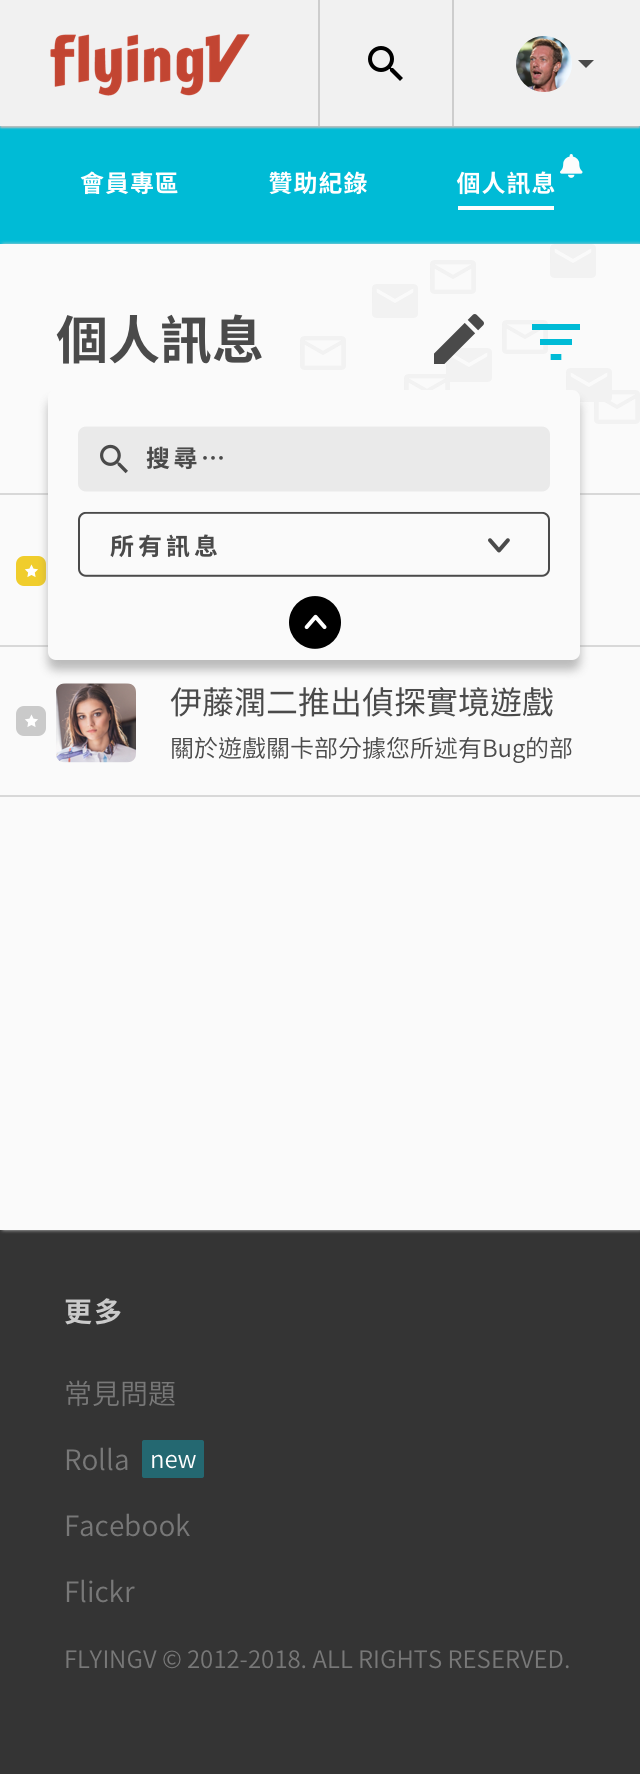 flyingV
會員專區
贊助紀錄
個人訊息
個人訊息
搜尋⋯
所有訊息
伊藤潤二推出偵探實境遊戲
關於遊戲關卡部分據您所述有Bug的部
更多
常見問題
Rolla new
Facebook
Flickr
FLYINGV © 2012-2018. ALL RIGHTS RESERVED.